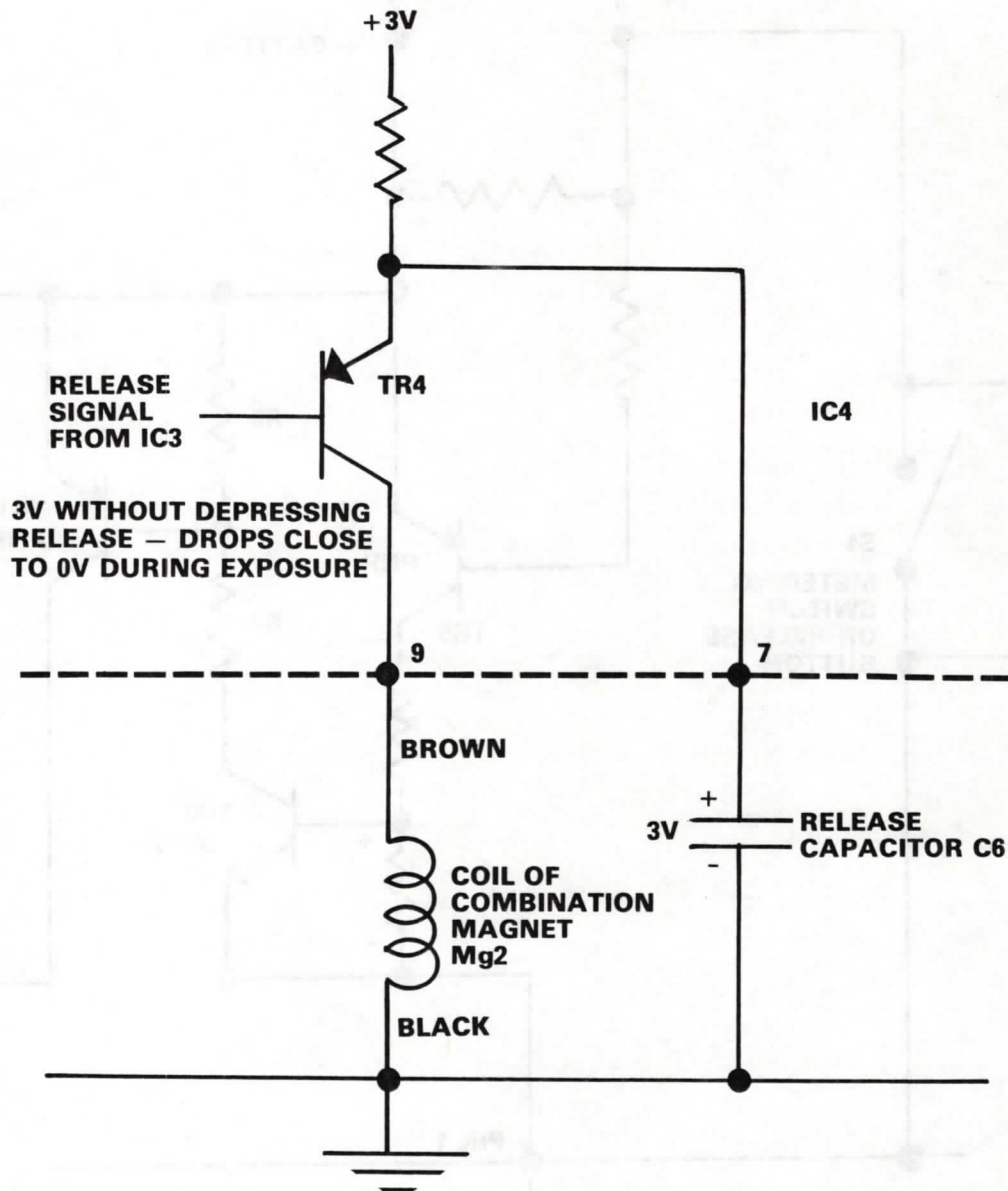 +3V
RELEASE
SIGNAL
FROM IC3
TR4
IC4
3V WITHOUT DEPRESSING
RELEASE — DROPS CLOSE
TO 0V DURING EXPOSURE
9
7
BROWN
+
3V
-
RELEASE
CAPACITOR C6
COIL OF
COMBINATION
MAGNET
Mg2
BLACK